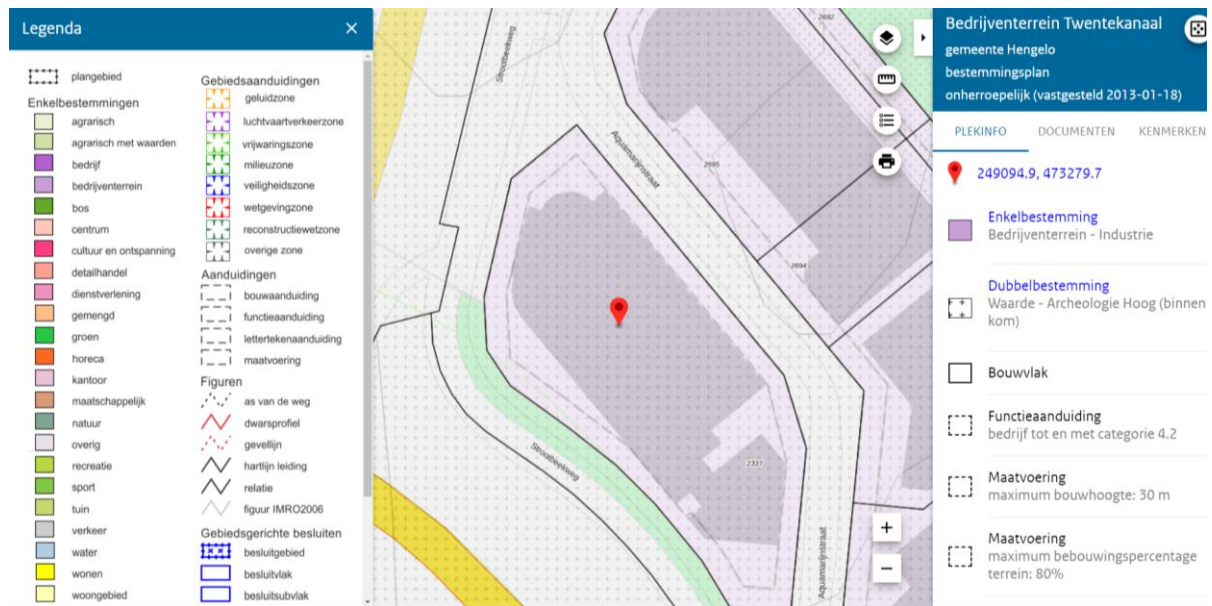 Legenda
plangebied
Enkelbestemmingen
agrarisch
agrarisch met waarden
bedrijf
bedrijventerrein
bos
centrum
cultuur en ontspanning
detailhandel
dienstverlening
gemengd
groen
horeca
kantoor
maatschappelijk
natuur
overig
recreatie
sport
tuin
verkeer
water
wonen
woongebied
Gebiedsaanduidingen
geluidzone
luchtvaartverkeerzone
vrijwaringszone
milieuzone
veiligheidszone
wetgevingzone
reconstructiewetzone
overige zone
Aanduidingen
bouwaanduiding
functieaanduiding
lettertekenaanduiding
maatvoering
Figuren
as van de weg
dwarsprofiel
gevellijn
hartlijn leiding
relatie
figuur IMRO2006
Gebiedsgerichte besluiten
besluitgebied
besluitvlak
besluitsubvlak
Strootbeekweg
2692
Aquamarijnstraat
2695
2694
2337
Strootbeekweg
Aquamarijnstraat
+
−
Bedrijventerrein Twentekanaal
gemeente Hengelo
bestemmingsplan
onherroepelijk (vastgesteld 2013-01-18)
PLEKINFO DOCUMENTEN KENMERKEN
249094.9, 473279.7
Enkelbestemming
Bedrijventerrein - Industrie
Dubbelbestemming
Waarde - Archeologie Hoog (binnen
kom)
Bouwvlak
Functieaanduiding
bedrijf tot en met categorie 4.2
Maatvoering
maximum bouwhoogte: 30 m
Maatvoering
maximum bebouwingspercentage
terrein: 80%